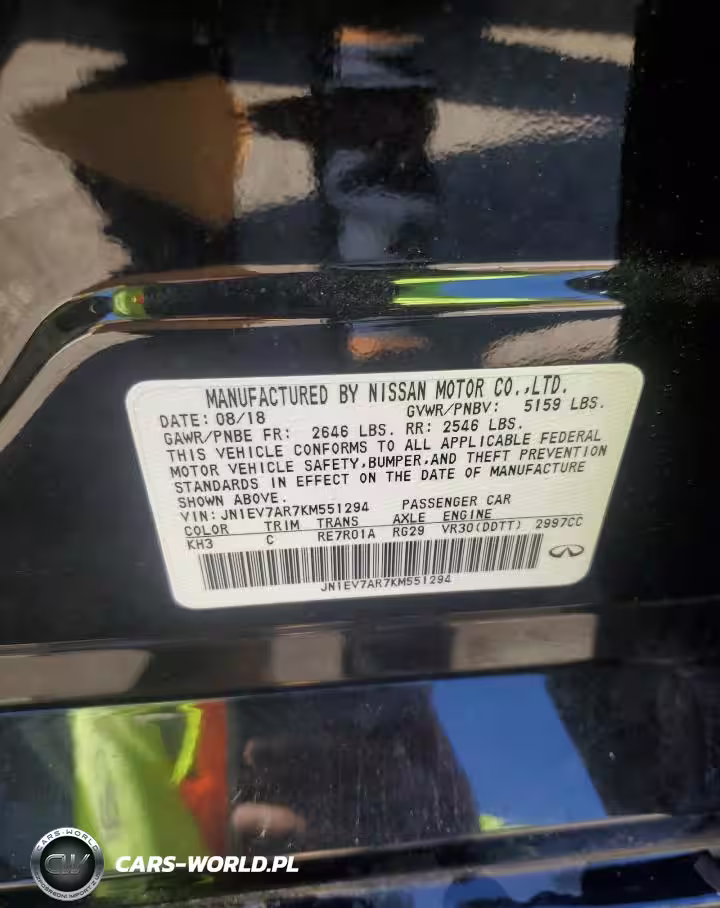 MANUFACTURED BY NISSAN MOTOR CO.,LTD.
DATE: 08/18 GVWR/PNBV: 5159 LBS.
GAWR/PNBE FR: 2646 LBS. RR: 2546 LBS.
THIS VEHICLE CONFORMS TO ALL APPLICABLE FEDERAL
MOTOR VEHICLE SAFETY,BUMPER,AND THEFT PREVENTION
STANDARDS IN EFFECT ON THE DATE OF MANUFACTURE
SHOWN ABOVE.
VIN: JN1EV7AR7KM551294 PASSENGER CAR
COLOR TRIM TRANS AXLE ENGINE
KH3 C RE7R01A RG29 VR30(DDTT) 2997CC
JN1EV7AR7KM551294
CARS-WORLD
CW
CARS-WORLD.PL